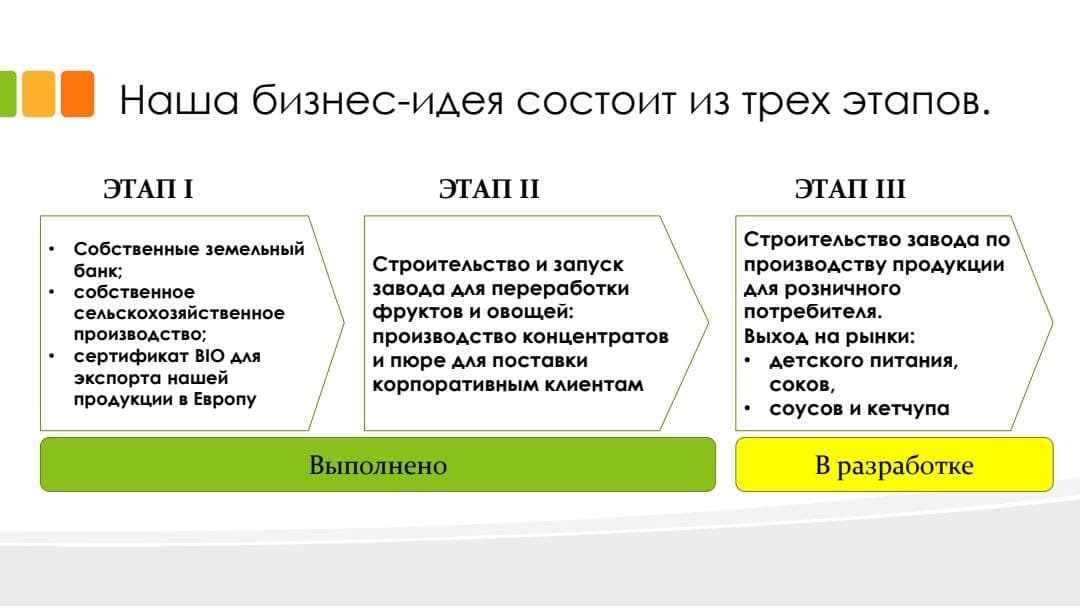 Наша бизнес-идея состоит из трех этапов.
ЭТАП I
• Собственные земельный
банк;
• собственное
сельскохозяйственное
производство;
• сертификат BIO для
экспорта нашей
продукции в Европу
ЭТАП II
Строительство и запуск
завода для переработки
фруктов и овощей:
производство концентратов
и пюре для поставки
корпоративным клиентам
ЭТАП III
Строительство завода по
производству продукции
для розничного
потребителя.
Выход на рынки:
• детского питания,
соков,
• соусов и кетчупа
Выполнено
В разработке